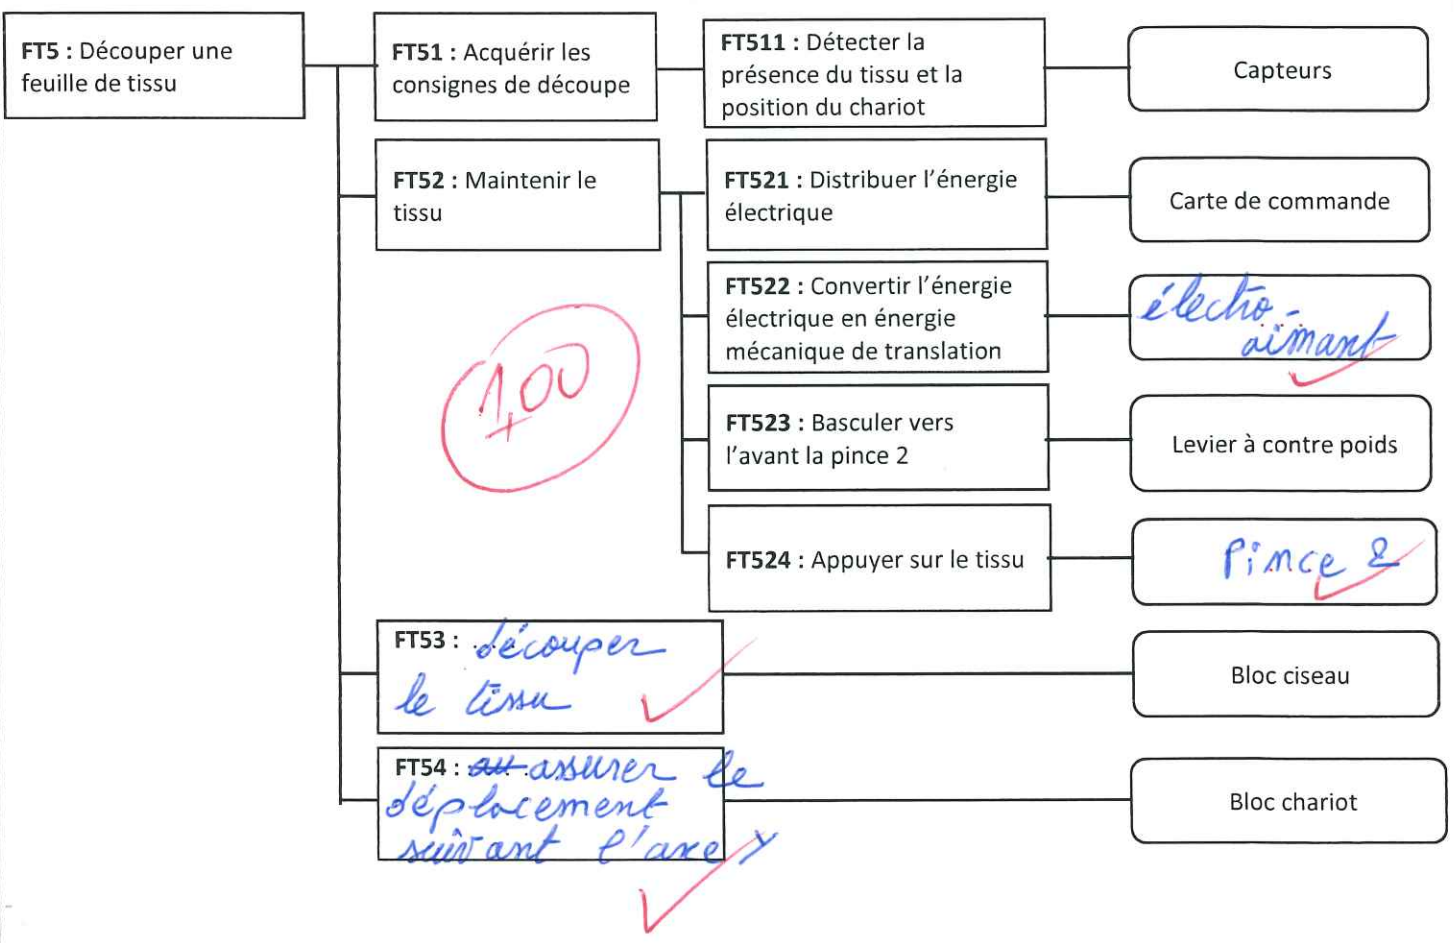 FT5 : Découper une
feuille de tissu
FT51 : Acquérir les
consignes de découpe
FT511 : Détecter la
présence du tissu et la
position du chariot
Capteurs
FT52 : Maintenir le
tissu
FT521 : Distribuer l'énergie
électrique
Carte de commande
FT522 : Convertir l'énergie
électrique en énergie
mécanique de translation
électro-
aimant
1,00
FT523 : Basculer vers
l'avant la pince 2
Levier à contre poids
FT524 : Appuyer sur le tissu
Pince 2
FT53 : découper
le tissu
Bloc ciseau
FT54 : assurer le
déplacement
suivant l'axe Y
Bloc chariot